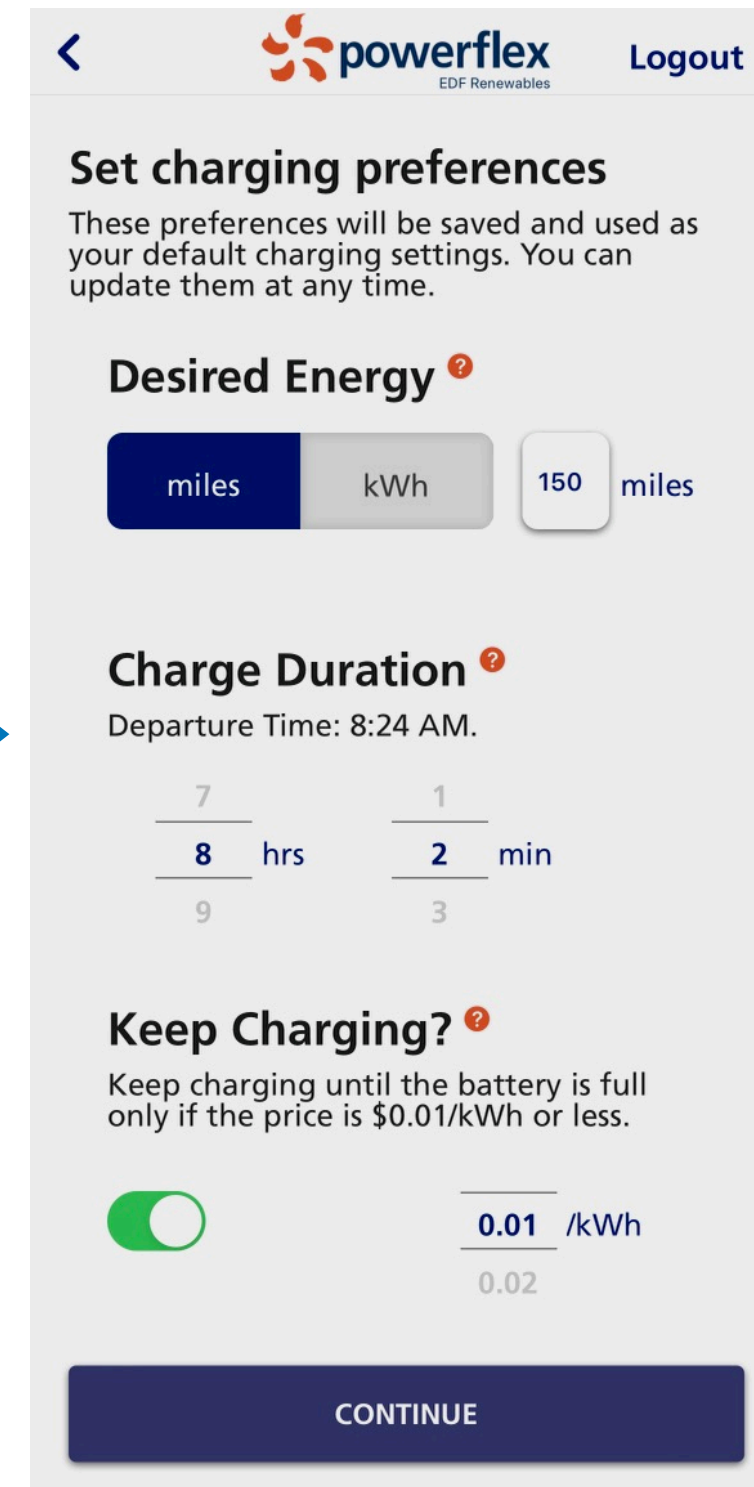 powerflex
EDF Renewables
Logout
Set charging preferences
These preferences will be saved and used as
your default charging settings. You can
update them at any time.
Desired Energy ?
miles kWh 150 miles
Charge Duration ?
Departure Time: 8:24 AM.
7 1
8 hrs 2 min
9 3
Keep Charging? ?
Keep charging until the battery is full
only if the price is $0.01/kWh or less.
0.01 /kWh
0.02
CONTINUE